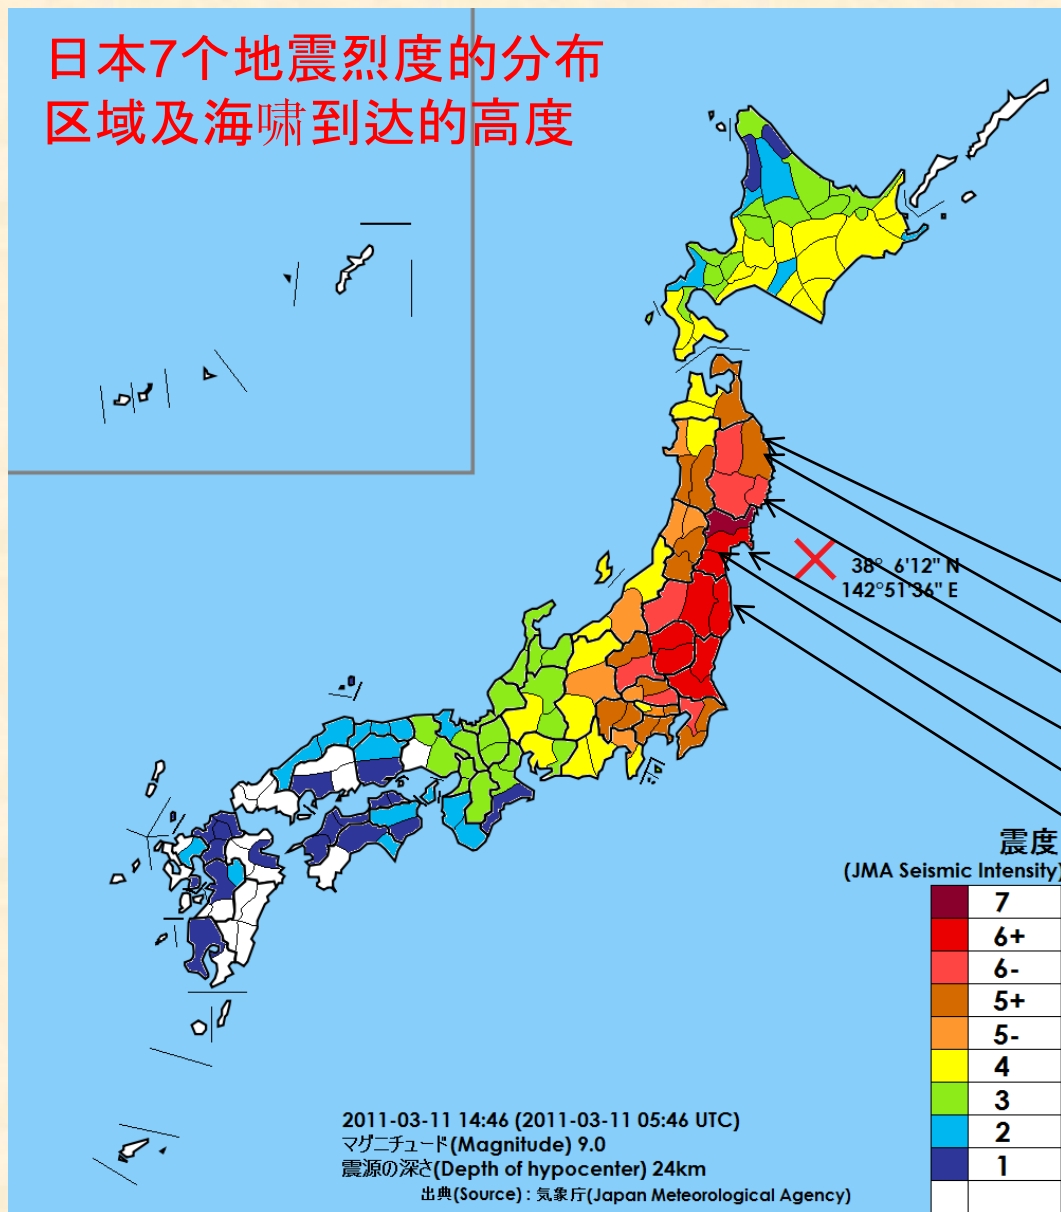 日本7个地震烈度的分布
区域及海啸到达的高度
38° 6'12" N
142°51'36" E
震度
(JMA Seismic Intensity)
7
6+
6-
5+
5-
4
3
2
1
2011-03-11 14:46 (2011-03-11 05:46 UTC)
マグニチュード(Magnitude) 9.0
震源の深さ(Depth of hypocenter) 24km
出典(Source) : 気象庁(Japan Meteorological Agency)